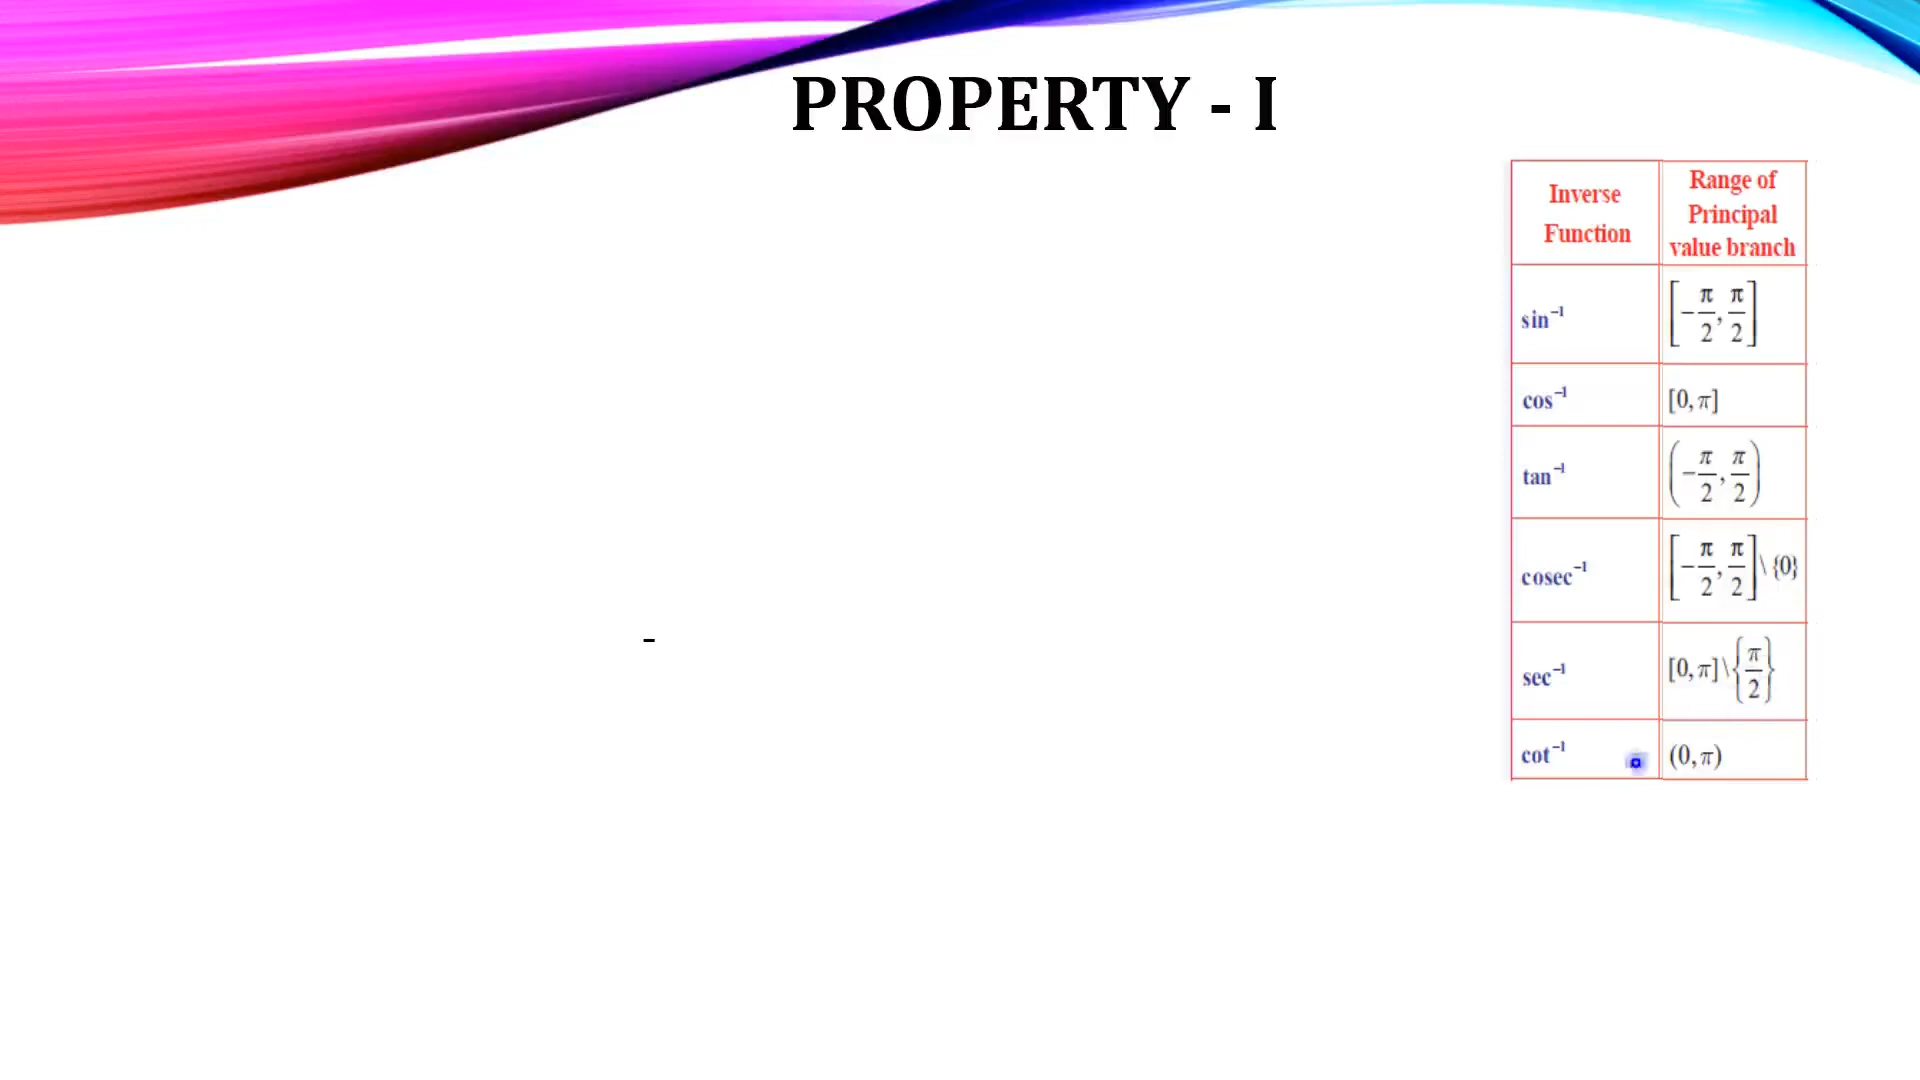 PROPERTY - I
Inverse Function | Range of Principal value branch
sin⁻¹ | [-π/2, π/2]
cos⁻¹ | [0, π]
tan⁻¹ | (-π/2, π/2)
cosec⁻¹ | [-π/2, π/2] \ {0}
sec⁻¹ | [0, π] \ {π/2}
cot⁻¹ | (0, π)
-